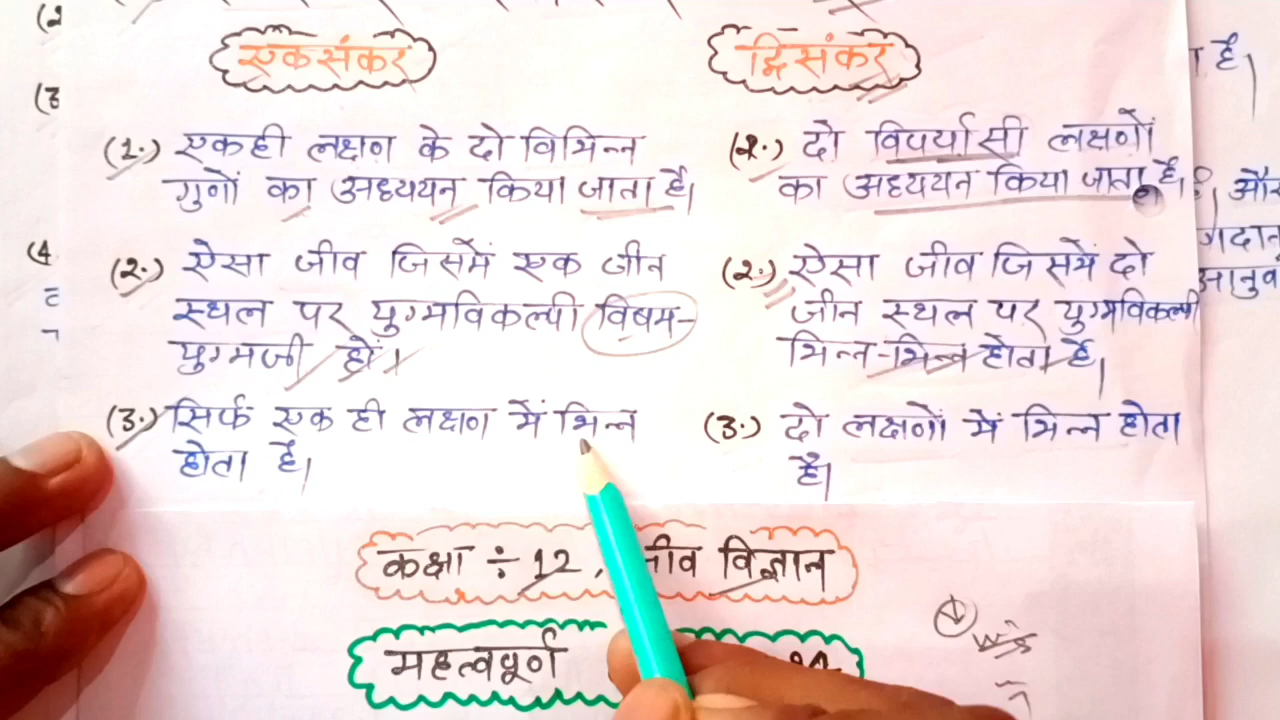 एकसंकर
(1.) एक ही लक्षण के दो विभिन्न
गुणों का अध्ययन किया जाता है।
(2.) ऐसा जीव जिसमें एक जीन
स्थल पर युग्मविकल्पी विषम-
युग्मजी हों।
(3.) सिर्फ एक ही लक्षण में भिन्न
होता है।
द्विसंकर
(1.) दो विपर्यासी लक्षणों
का अध्ययन किया जाता है।
(2.) ऐसा जीव जिसमें दो
जीन स्थल पर युग्मविकल्पी
भिन्न-भिन्न होता है।
(3.) दो लक्षणों में भिन्न होता
है।
कक्षा ÷ 12, जीव विज्ञान
महत्वपूर्ण